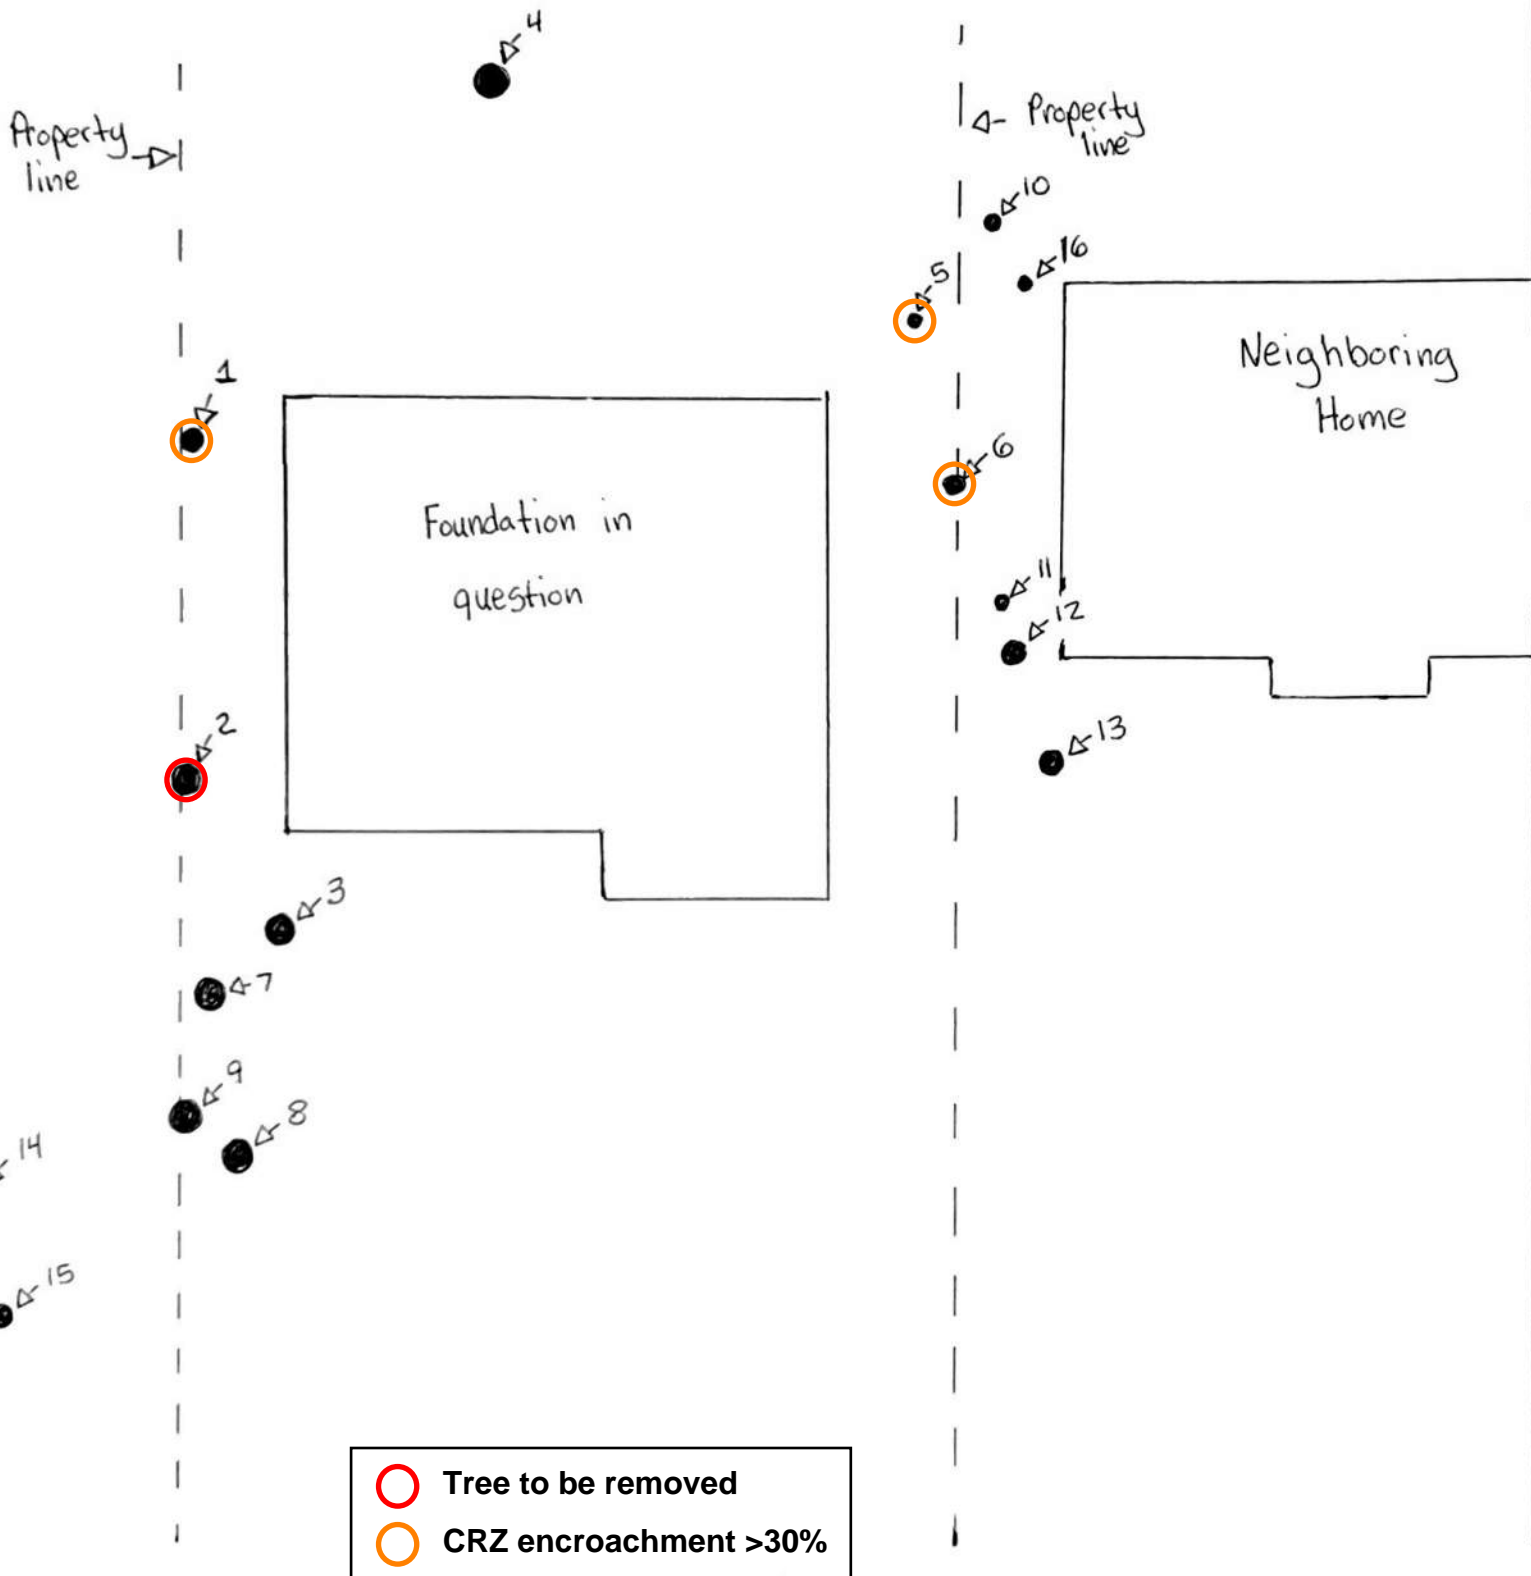 4
Property
line
Property
line
10
16
5
Neighboring
Home
1
6
Foundation in
question
11
12
2
13
3
7
9
8
14
15
Tree to be removed
CRZ encroachment >30%